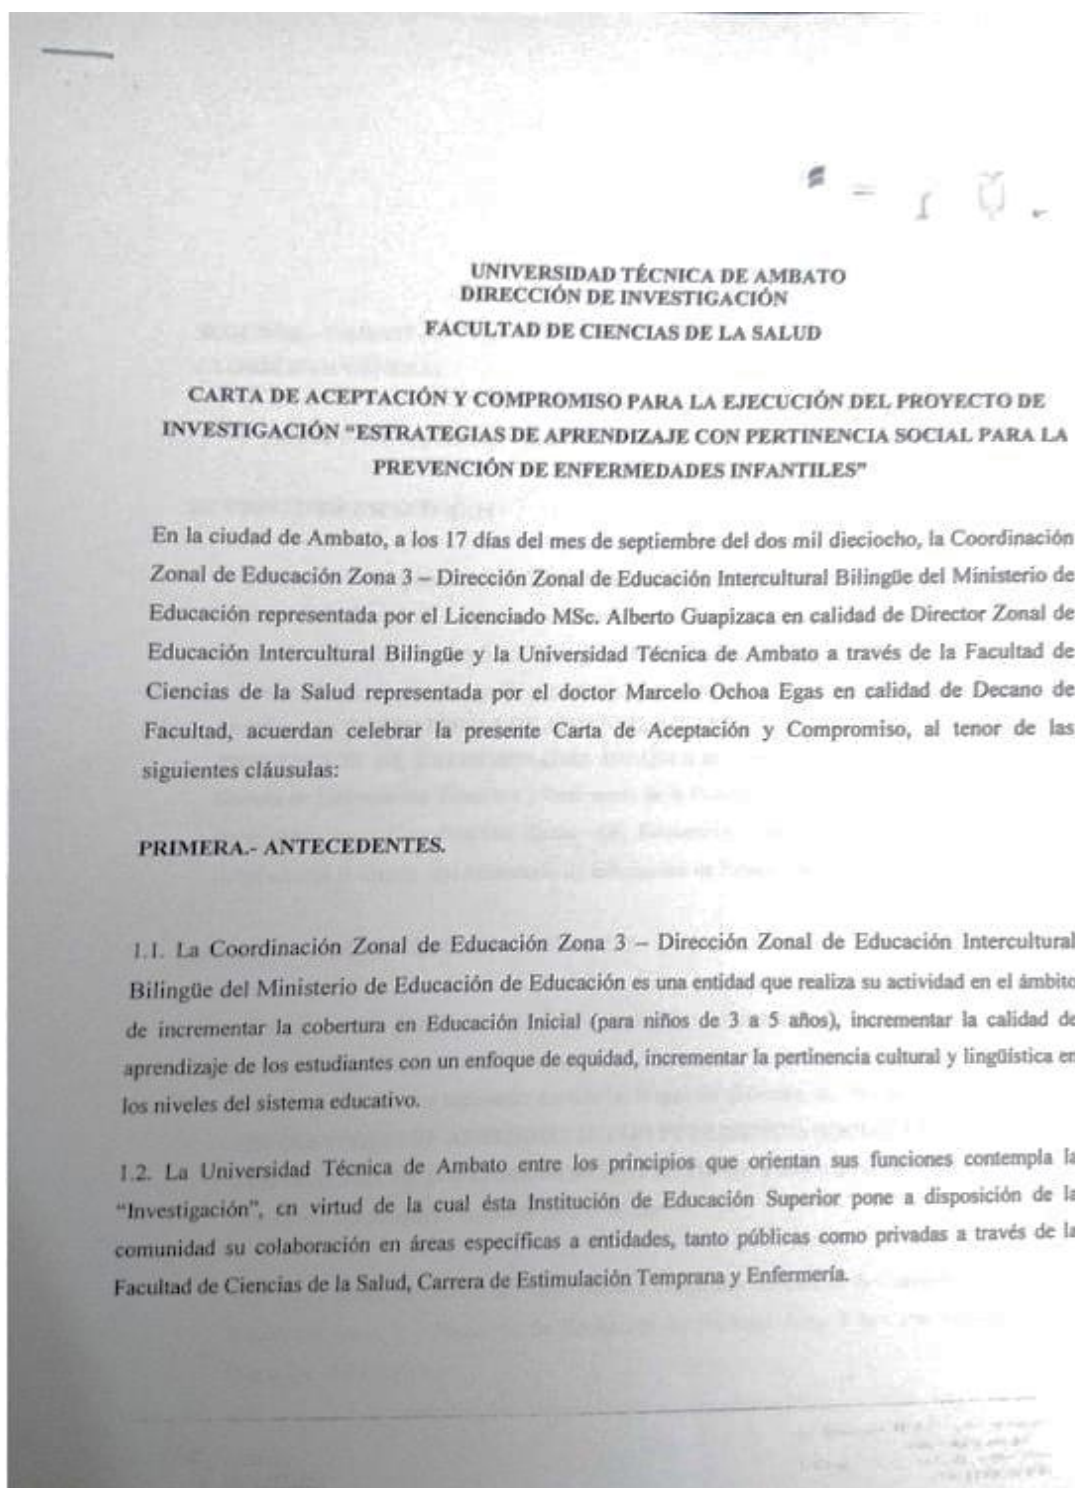 UNIVERSIDAD TÉCNICA DE AMBATO
DIRECCIÓN DE INVESTIGACIÓN
FACULTAD DE CIENCIAS DE LA SALUD
CARTA DE ACEPTACIÓN Y COMPROMISO PARA LA EJECUCIÓN DEL PROYECTO DE
INVESTIGACIÓN “ESTRATEGIAS DE APRENDIZAJE CON PERTINENCIA SOCIAL PARA LA
PREVENCIÓN DE ENFERMEDADES INFANTILES”
En la ciudad de Ambato, a los 17 días del mes de septiembre del dos mil dieciocho, la Coordinación
Zonal de Educación Zona 3 – Dirección Zonal de Educación Intercultural Bilingüe del Ministerio de
Educación representada por el Licenciado MSc. Alberto Guapizaca en calidad de Director Zonal de
Educación Intercultural Bilingüe y la Universidad Técnica de Ambato a través de la Facultad de
Ciencias de la Salud representada por el doctor Marcelo Ochoa Egas en calidad de Decano de
Facultad, acuerdan celebrar la presente Carta de Aceptación y Compromiso, al tenor de las
siguientes cláusulas:
PRIMERA.- ANTECEDENTES.
1.1. La Coordinación Zonal de Educación Zona 3 – Dirección Zonal de Educación Intercultural
Bilingüe del Ministerio de Educación de Educación es una entidad que realiza su actividad en el ámbito
de incrementar la cobertura en Educación Inicial (para niños de 3 a 5 años), incrementar la calidad de
aprendizaje de los estudiantes con un enfoque de equidad, incrementar la pertinencia cultural y lingüística en
los niveles del sistema educativo.
1.2. La Universidad Técnica de Ambato entre los principios que orientan sus funciones contempla la
“Investigación”, en virtud de la cual ésta Institución de Educación Superior pone a disposición de la
comunidad su colaboración en áreas específicas a entidades, tanto públicas como privadas a través de la
Facultad de Ciencias de la Salud, Carrera de Estimulación Temprana y Enfermería.